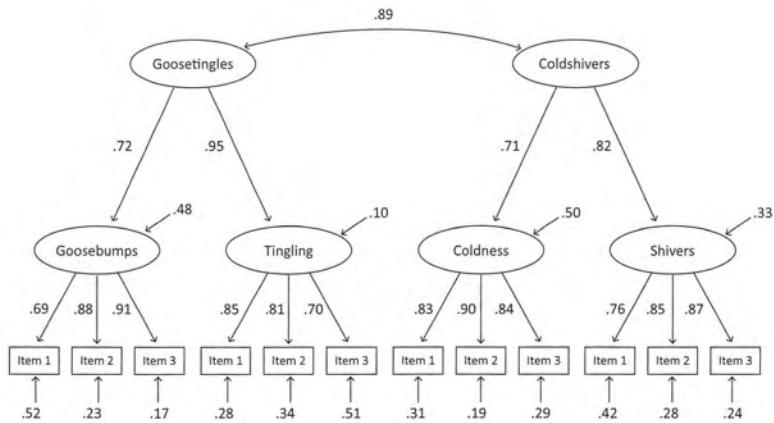 .89
Goosetingles Coldshivers
.72 .95 .71 .82
.48 .10 .50 .33
Goosebumps Tingling Coldness Shivers
.69 .88 .91 .85 .81 .70 .83 .90 .84 .76 .85 .87
Item 1 Item 2 Item 3 Item 1 Item 2 Item 3 Item 1 Item 2 Item 3 Item 1 Item 2 Item 3
.52 .23 .17 .28 .34 .51 .31 .19 .29 .42 .28 .24